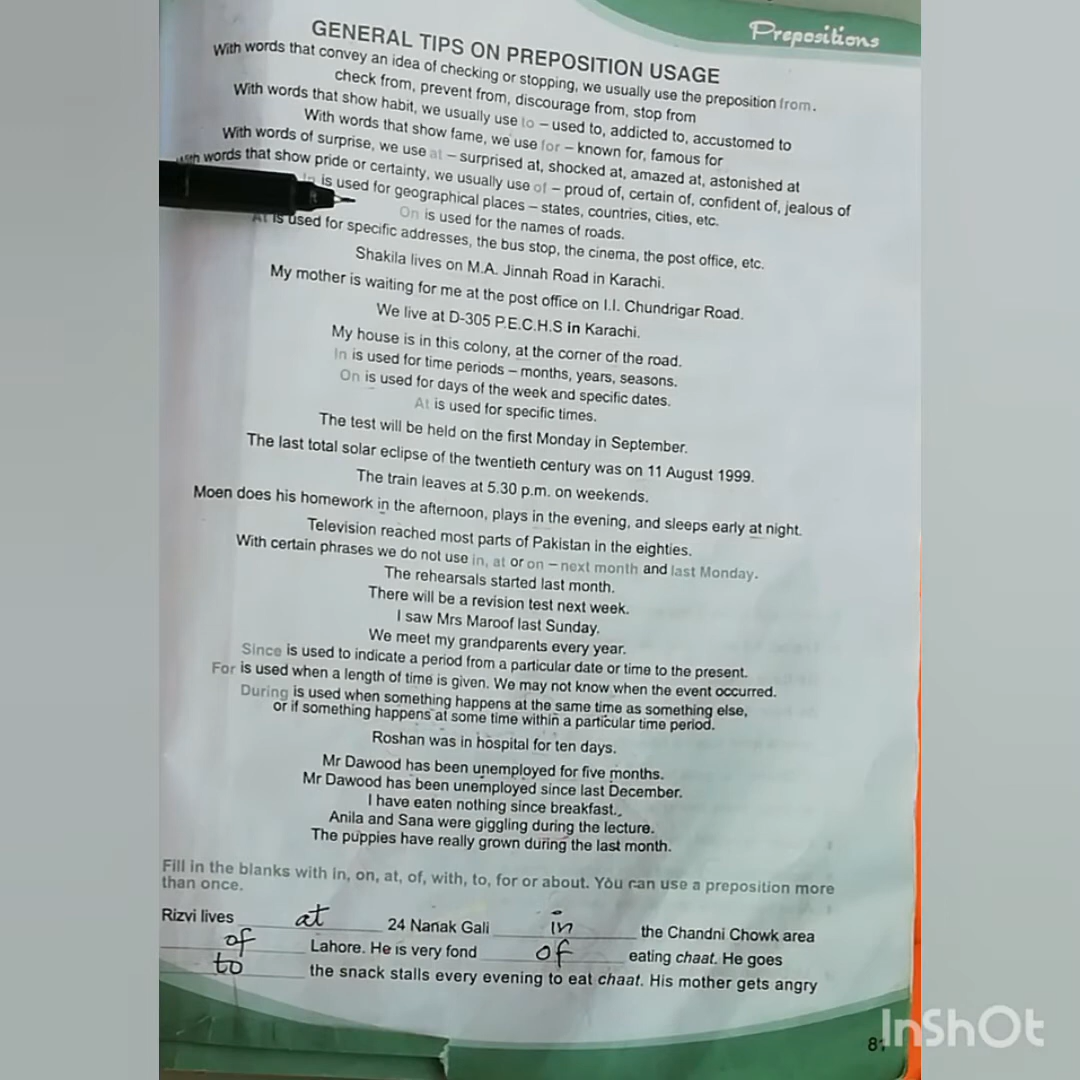 Prepositions
GENERAL TIPS ON PREPOSITION USAGE
With words that convey an idea of checking or stopping, we usually use the preposition from.
check from, prevent from, discourage from, stop from
With words that show habit, we usually use to – used to, addicted to, accustomed to
With words that show fame, we use for – known for, famous for
With words of surprise, we use at – surprised at, shocked at, amazed at, astonished at
With words that show pride or certainty, we usually use of – proud of, certain of, confident of, jealous of
In is used for geographical places – states, countries, cities, etc.
On is used for the names of roads.
At is used for specific addresses, the bus stop, the cinema, the post office, etc.
Shakila lives on M.A. Jinnah Road in Karachi.
My mother is waiting for me at the post office on I.I. Chundrigar Road.
We live at D-305 P.E.C.H.S in Karachi.
My house is in this colony, at the corner of the road.
In is used for time periods – months, years, seasons.
On is used for days of the week and specific dates.
At is used for specific times.
The test will be held on the first Monday in September.
The last total solar eclipse of the twentieth century was on 11 August 1999.
The train leaves at 5.30 p.m. on weekends.
Moen does his homework in the afternoon, plays in the evening, and sleeps early at night.
Television reached most parts of Pakistan in the eighties.
With certain phrases we do not use in, at or on – next month and last Monday.
The rehearsals started last month.
There will be a revision test next week.
I saw Mrs Maroof last Sunday.
We meet my grandparents every year.
Since is used to indicate a period from a particular date or time to the present.
For is used when a length of time is given. We may not know when the event occurred.
During is used when something happens at the same time as something else,
or if something happens at some time within a particular time period.
Roshan was in hospital for ten days.
Mr Dawood has been unemployed for five months.
Mr Dawood has been unemployed since last December.
I have eaten nothing since breakfast.
Anila and Sana were giggling during the lecture.
The puppies have really grown during the last month.
Fill in the blanks with in, on, at, of, with, to, for or about. You can use a preposition more
than once.
Rizvi lives at 24 Nanak Gali in the Chandni Chowk area
of Lahore. He is very fond of eating chaat. He goes
to the snack stalls every evening to eat chaat. His mother gets angry
InShOt